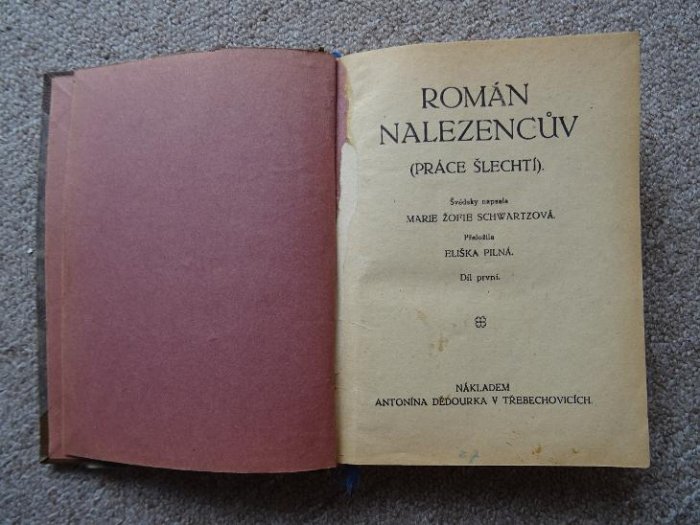 ROMÁN
NALEZENCŮV
(PRÁCE ŠLECHTÍ).
Švédsky napsala
MARIE ŽOFIE SCHWARTZOVÁ.
Přeložila
ELIŠKA PILNÁ.
Díl první.
NÁKLADEM
ANTONÍNA DĚDOURKA V TŘEBECHOVICÍCH.